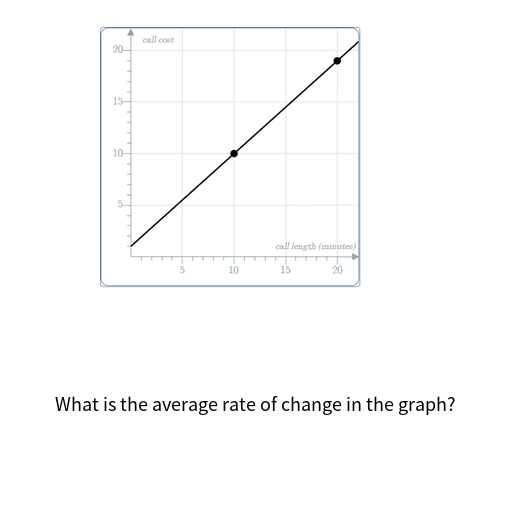 call cost
20
15
10
5
call length (minutes)
5 10 15 20
What is the average rate of change in the graph?